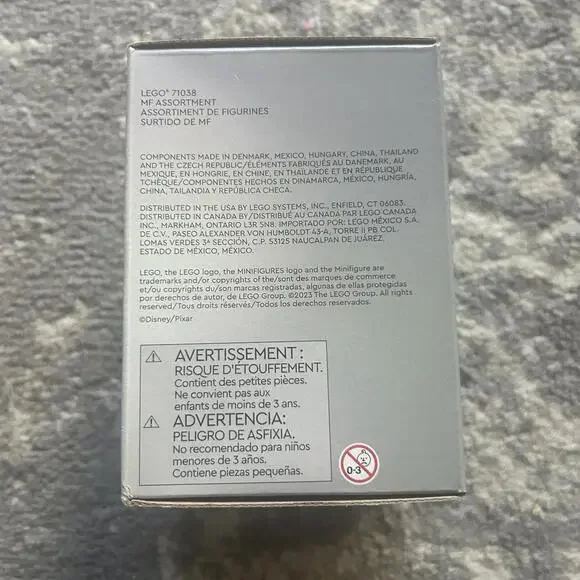 LEGO® 71038
MF ASSORTMENT
ASSORTIMENT DE FIGURINES
SURTIDO DE MF
COMPONENTS MADE IN DENMARK, MEXICO, HUNGARY, CHINA, THAILAND
AND THE CZECH REPUBLIC/ÉLÉMENTS FABRIQUÉS AU DANEMARK, AU
MEXIQUE, EN HONGRIE, EN CHINE, EN THAÏLANDE ET EN RÉPUBLIQUE
TCHÈQUE/COMPONENTES HECHOS EN DINAMARCA, MÉXICO, HUNGRÍA,
CHINA, TAILANDIA Y REPÚBLICA CHECA.
DISTRIBUTED IN THE USA BY LEGO SYSTEMS, INC., ENFIELD, CT 06083.
DISTRIBUTED IN CANADA BY/DISTRIBUÉ AU CANADA PAR LEGO CANADA
INC., MARKHAM, ONTARIO L3R 5N8. IMPORTADO POR: LEGO MÉXICO S.A.
DE C.V., PASEO ALEXANDER VON HUMBOLDT 43-A, TORRE II PB COL.
LOMAS VERDES 3ª SECCIÓN, C.P. 53125 NAUCALPAN DE JUÁREZ,
ESTADO DE MÉXICO, MÉXICO.
LEGO, the LEGO logo, the MINIFIGURES logo and the Minifigure are
trademarks and/or copyrights of the/sont des marques de commerce
et/ou copyrights de/son marcas registradas, algunas de ellas protegidas
por derechos de autor, de LEGO Group. ©2023 The LEGO Group. All rights
reserved/Tous droits réservés/Todos los derechos reservados.
©Disney/Pixar
AVERTISSEMENT :
RISQUE D'ÉTOUFFEMENT.
Contient des petites pièces.
Ne convient pas aux
enfants de moins de 3 ans.
ADVERTENCIA:
PELIGRO DE ASFIXIA.
No recomendado para niños
menores de 3 años.
Contiene piezas pequeñas.
0-3